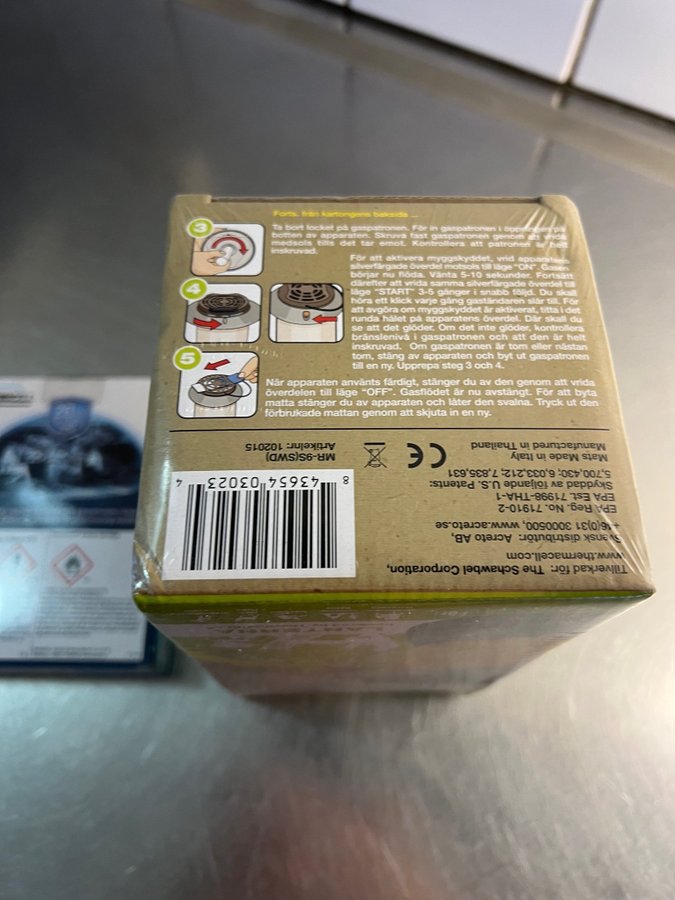 Forts. från kartongens baksida ...
3
Ta bort locket på gaspatronen. För in gaspatronen i öppningen på
botten av apparaten. Skruva fast gaspatronen genom att vrida
medsols tills det tar emot. Kontrollera att patronen är helt
inskruvad.
4
För att aktivera myggskyddet, vrid apparatens
silverfärgade överdel motsols till läge "ON". Gasen
börjar nu flöda. Vänta 5-10 sekunder. Fortsätt
därefter att vrida samma silverfärgade överdel till
läge "START" 3-5 gånger i snabb följd. Du skall
höra ett klick varje gång gaständaren slår till. För
att avgöra om myggskyddet är aktiverat, titta i det
runda hålet på apparatens överdel. Där skall du
se att det glöder. Om det inte glöder, kontrollera
bränslenivå i gaspatronen och att den är helt
inskruvad. Om gaspatronen är tom eller nästan
tom, stäng av apparaten och byt ut gaspatronen
till en ny. Upprepa steg 3 och 4.
5
När apparaten använts färdigt, stänger du av den genom att vrida
överdelen till läge "OFF". Gasflödet är nu avstängt. För att byta
matta stänger du av apparaten och låter den svalna. Tryck ut den
förbrukade mattan genom att skjuta in en ny.
Tillverkad för: The Schawbel Corporation,
www.thermacell.com
Svensk distributör: Acreto AB,
+46(0)31 3000500, www.acreto.se
EPA Reg. No. 71910-2
EPA Est. 71998-THA-1
Skyddad av följande U.S. Patents:
5,700,430; 6,033,212; 7,835,631
Mats Made in Italy
Manufactured in Thailand
CE
MR-9S(SWD)
Artikelnr: 102015
8 43654 03023 4